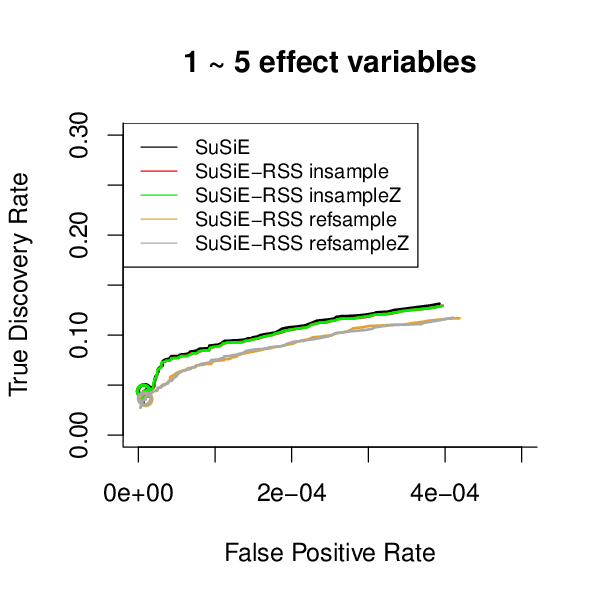 1 ~ 5 effect variables
SuSiE
SuSiE−RSS insample
SuSiE−RSS insampleZ
SuSiE−RSS refsample
SuSiE−RSS refsampleZ
True Discovery Rate
0.30
0.20
0.10
0.00
0e+00 2e−04 4e−04
False Positive Rate